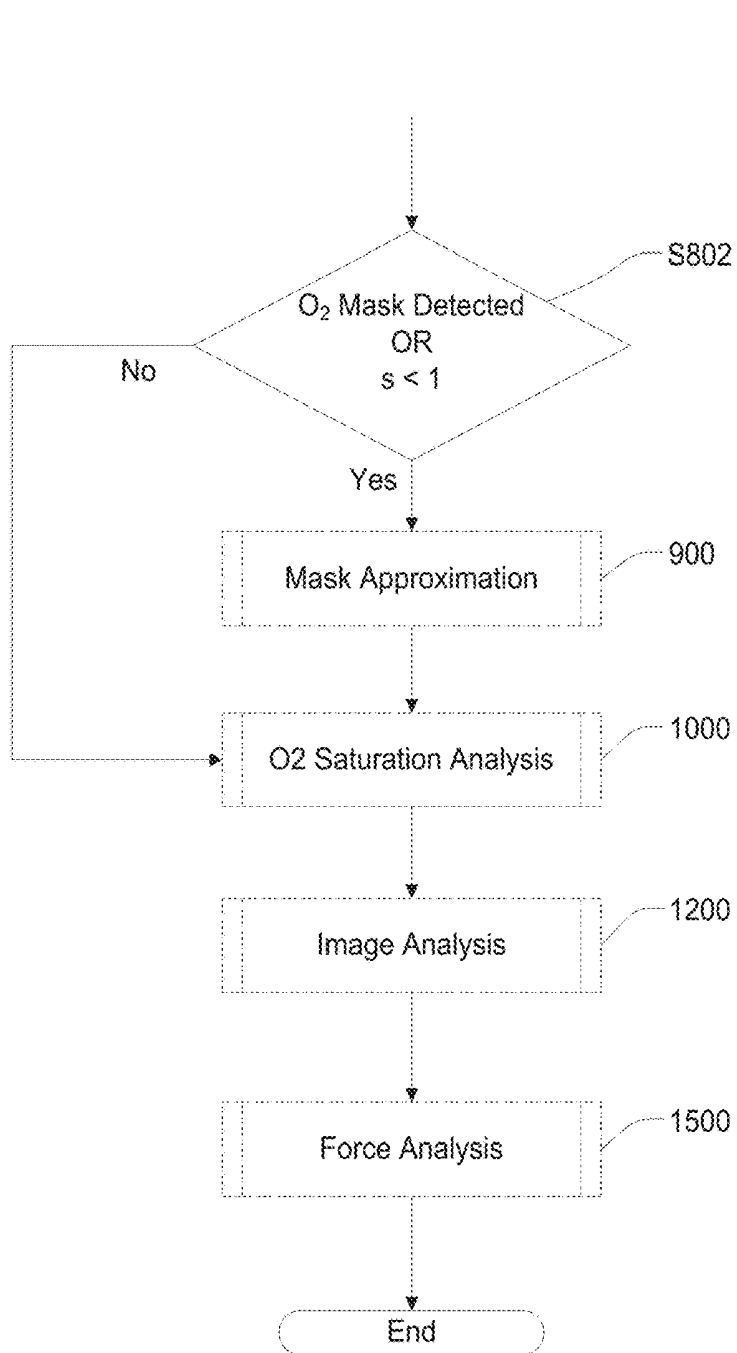 S802
O₂ Mask Detected
OR
s < 1
No
Yes
900
Mask Approximation
1000
O2 Saturation Analysis
1200
Image Analysis
1500
Force Analysis
End